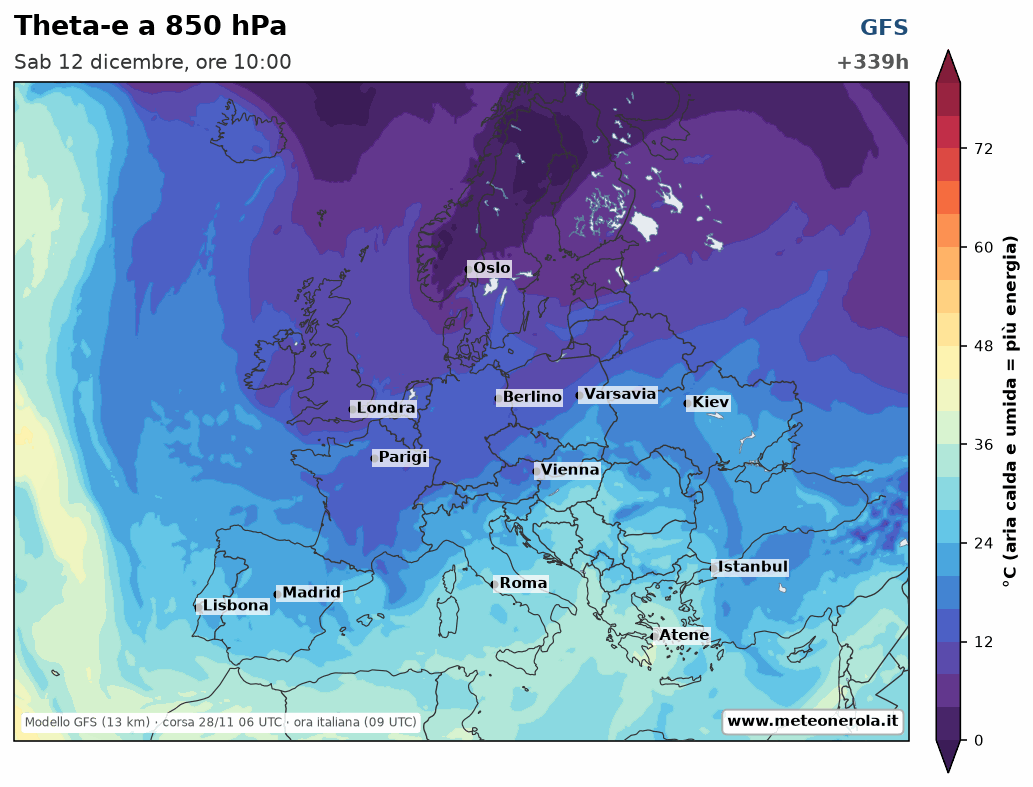 Theta-e a 850 hPa
GFS
Sab 12 dicembre, ore 10:00
+339h
72
60
48
36
24
12
0
°C (aria calda e umida = più energia)
Oslo
Berlino
Varsavia
Kiev
Londra
Parigi
Vienna
Istanbul
Roma
Madrid
Lisbona
Atene
Modello GFS (13 km) · corsa 28/11 06 UTC · ora italiana (09 UTC)
www.meteonerola.it